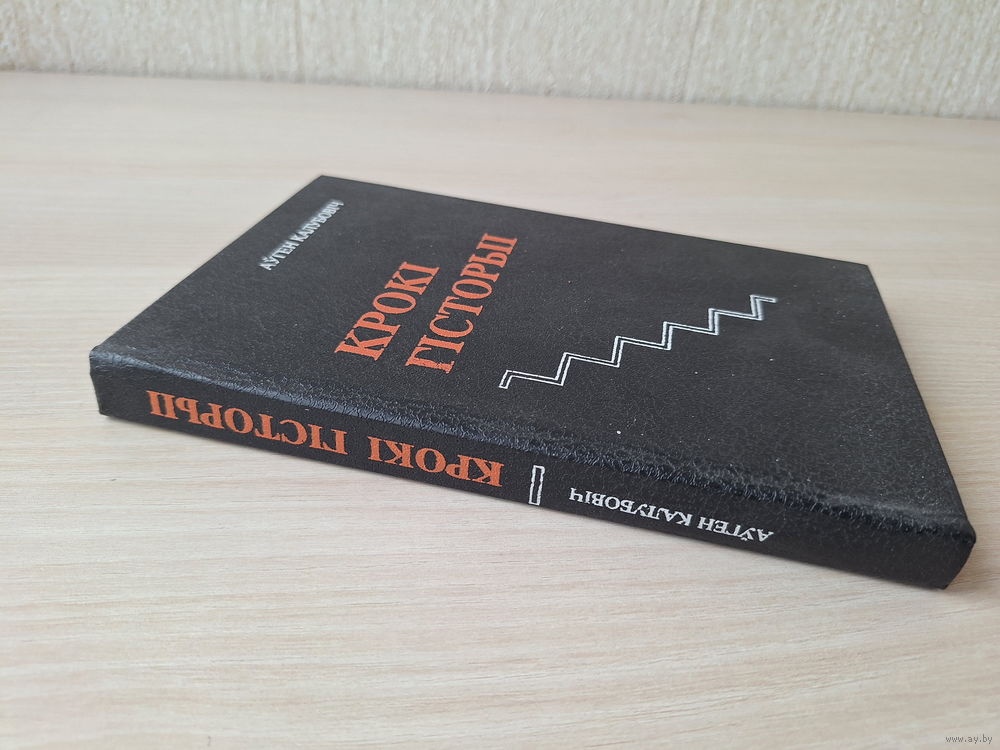 АЎГЕН КАЛУБОВІЧ
КРОКІ
ГІСТОРЫІ
АЎГЕН КАЛУБОВІЧ
КРОКІ ГІСТОРЫІ
www.ay.by